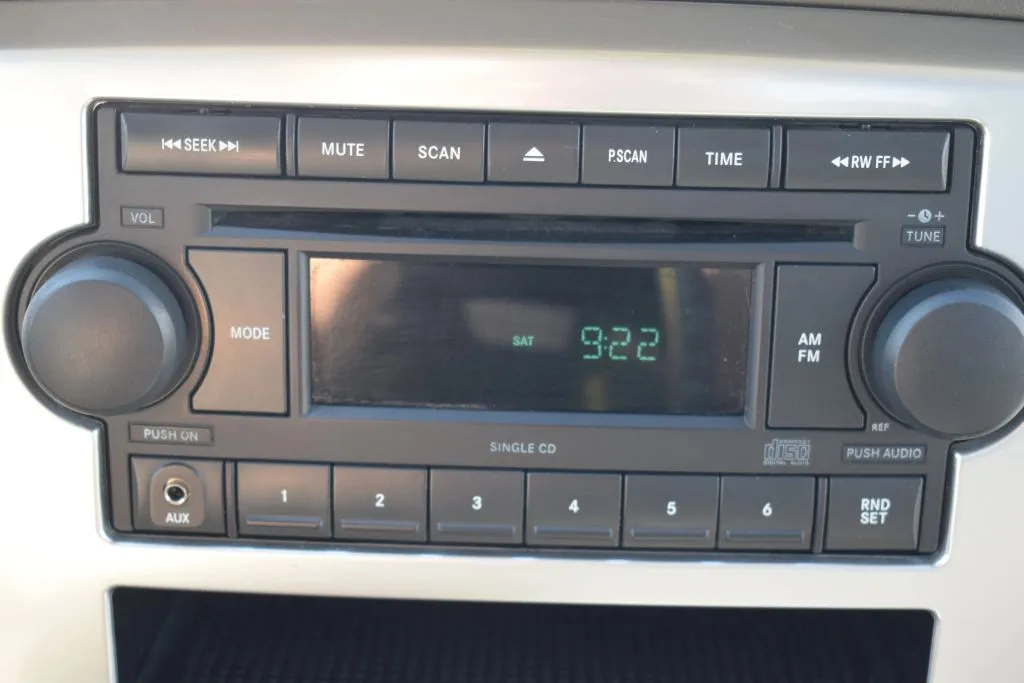 SEEK
MUTE
SCAN
P.SCAN
TIME
RW FF
VOL
- +
TUNE
MODE
SAT 9:22
AM
FM
PUSH ON
SINGLE CD
COMPACT
disc
DIGITAL AUDIO
REF
PUSH AUDIO
AUX
1
2
3
4
5
6
RND
SET